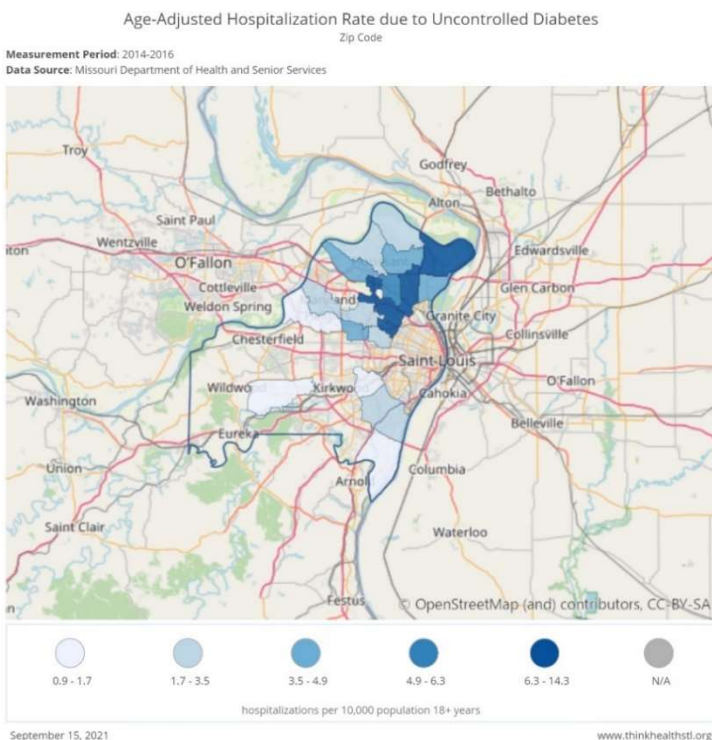 Age-Adjusted Hospitalization Rate due to Uncontrolled Diabetes
Zip Code
Measurement Period: 2014-2016
Data Source: Missouri Department of Health and Senior Services
Troy
Godfrey
Bethalto
Alton
Saint Paul
Wentzville
Edwardsville
O'Fallon
Cottleville
Glen Carbon
Weldon Spring
land
Granite City
Chesterfield
Collinsville
Saint Louis
Wildwo
Kirkwoo
O'Fallon
Washington
Cahokia
Belleville
Eureka
Union
Columbia
Arnol
Saint Clair
Waterloo
Festus
© OpenStreetMap (and) contributors, CC-BY-SA
0.9 - 1.7 1.7 - 3.5 3.5 - 4.9 4.9 - 6.3 6.3 - 14.3 N/A
hospitalizations per 10,000 population 18+ years
September 15, 2021 www.thinkhealthstl.org